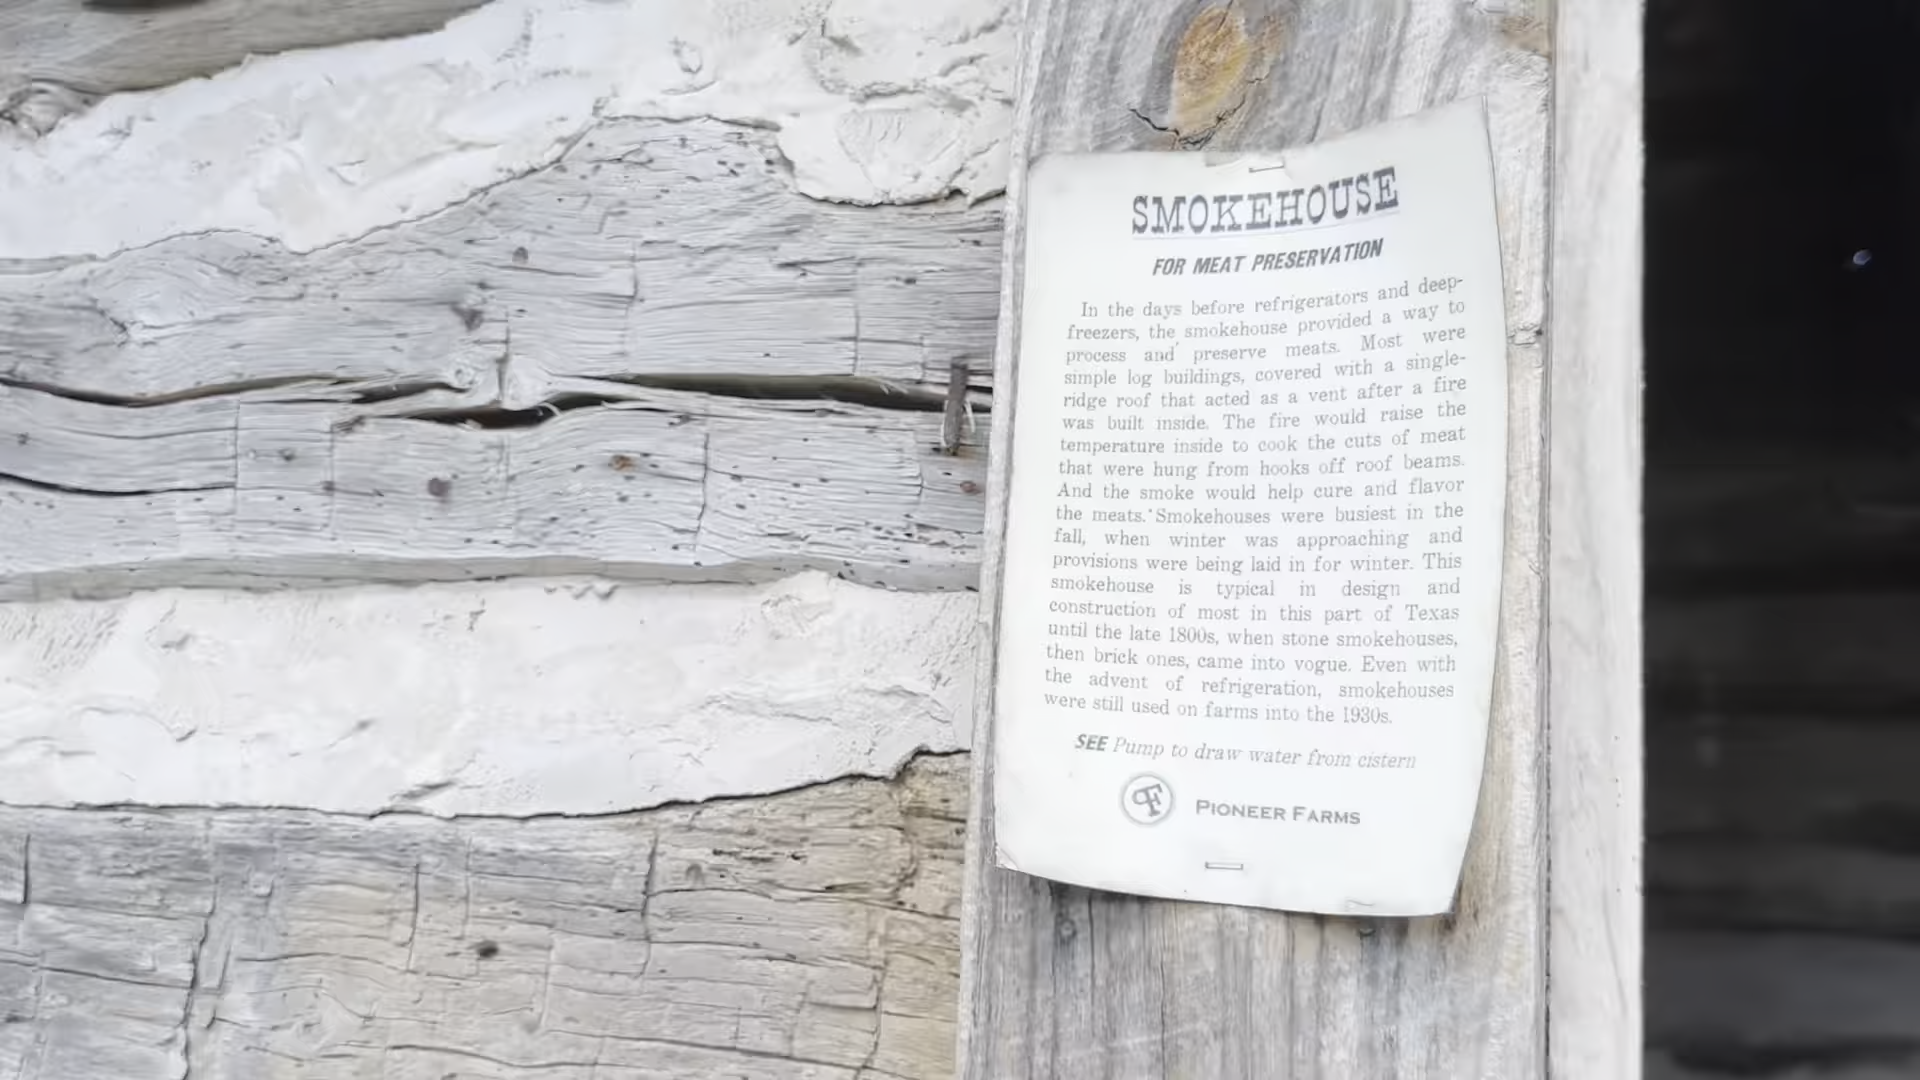 SMOKEHOUSE
FOR MEAT PRESERVATION
In the days before refrigerators and deep-
freezers, the smokehouse provided a way to
process and preserve meats. Most were
simple log buildings, covered with a single-
ridge roof that acted as a vent after a fire
was built inside. The fire would raise the
temperature inside to cook the cuts of meat
that were hung from hooks off roof beams.
And the smoke would help cure and flavor
the meats. Smokehouses were busiest in the
fall, when winter was approaching and
provisions were being laid in for winter. This
smokehouse is typical in design and
construction of most in this part of Texas
until the late 1800s, when stone smokehouses,
then brick ones, came into vogue. Even with
the advent of refrigeration, smokehouses
were still used on farms into the 1930s.
SEE Pump to draw water from cistern
PF PIONEER FARMS